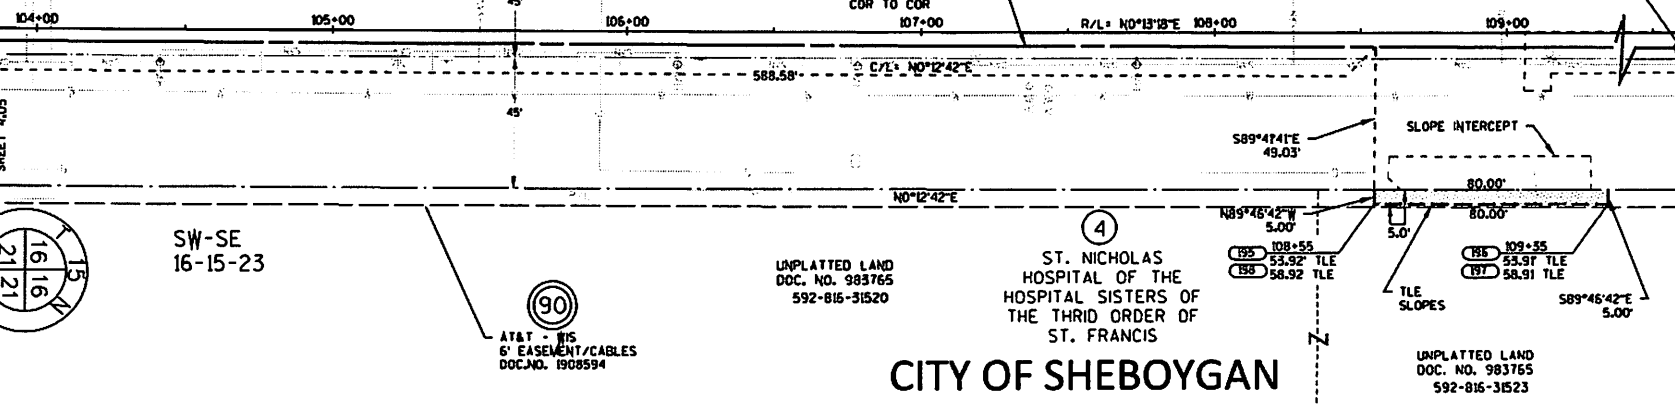 COR TO COR
104+00
105+00
106+00
107+00
R/L: N0°13'18"E
108+00
109+00
C/L: N0°12'42"E
588.58'
45'
S89°47'41"E
49.03'
SLOPE INTERCEPT
80.00'
N0°12'42"E
N89°46'42"W
5.00'
80.00'
5.0'
195 108+55
53.92' TLE
198 58.92 TLE
196 109+35
53.91' TLE
197 58.91 TLE
TLE
SLOPES
S89°46'42"E
5.00'
T 15 N
16 16
21 21
SW-SE
16-15-23
UNPLATTED LAND
DOC. NO. 983765
592-816-31520
4
ST. NICHOLAS
HOSPITAL OF THE
HOSPITAL SISTERS OF
THE THRID ORDER OF
ST. FRANCIS
90
AT&T - WIS
6' EASEMENT/CABLES
DOC.NO. 1908594
CITY OF SHEBOYGAN
Z
UNPLATTED LAND
DOC. NO. 983765
592-816-31523